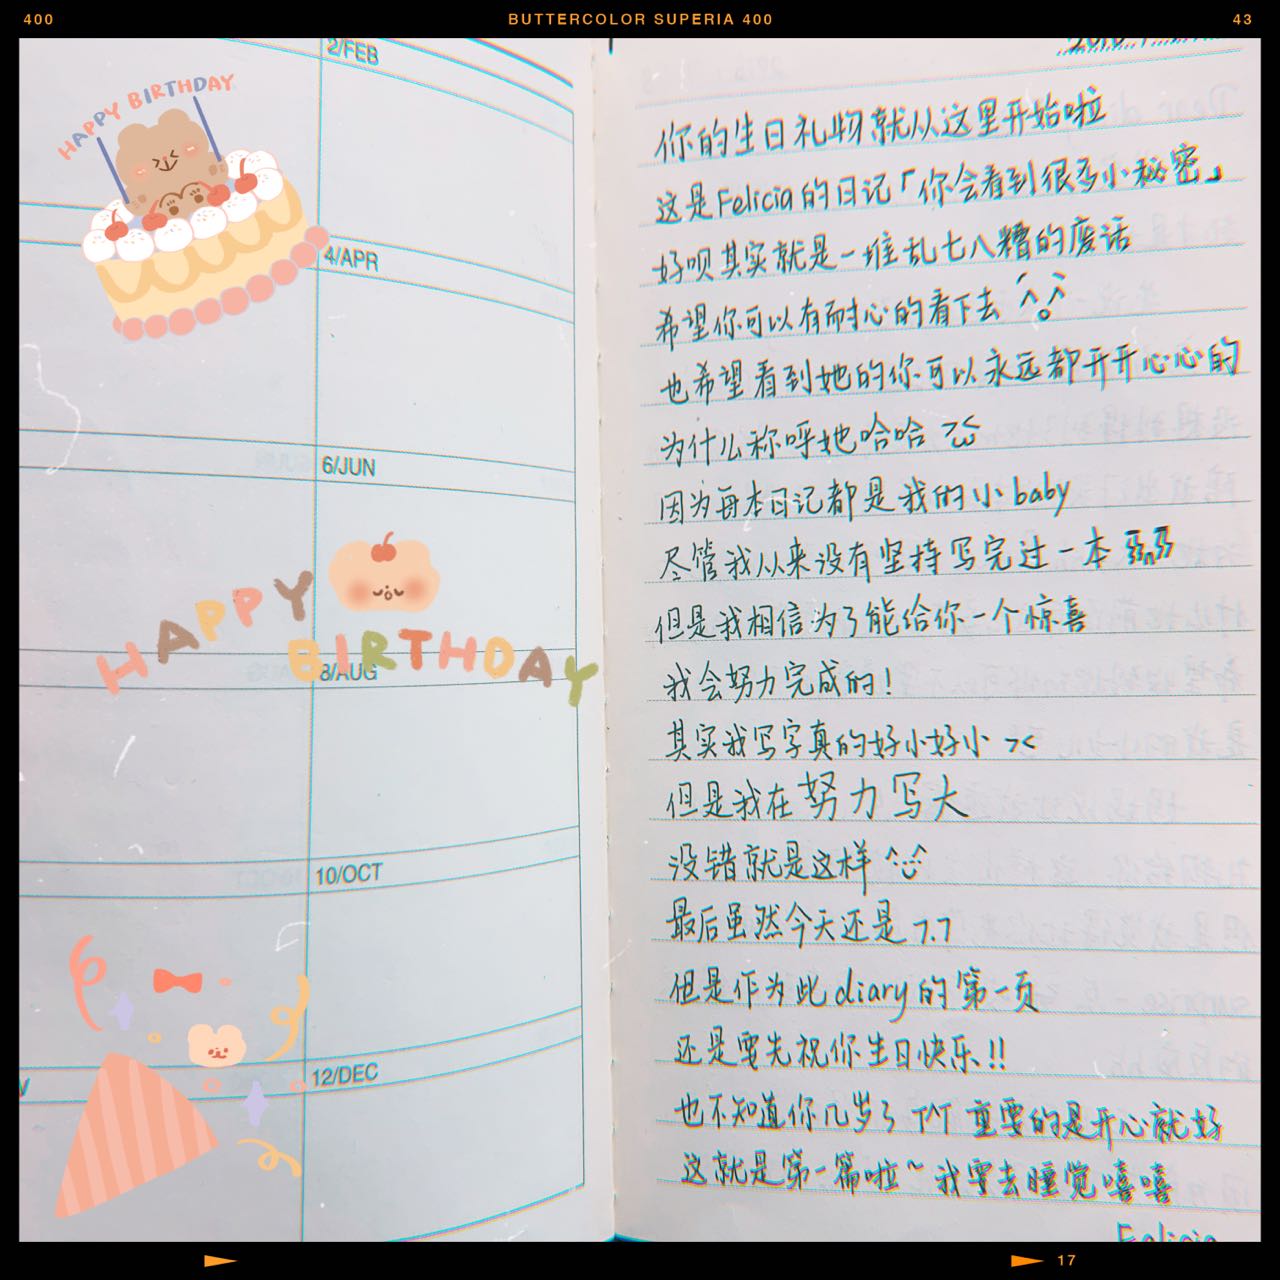 400
BUTTERCOLOR SUPERIA 400
43
HAPPY BIRTHDAY
2/FEB
4/APR
6/JUN
HAPPY
BIRTHDAY
8/AUG
10/OCT
12/DEC
你的生日礼物就从这里开始啦
这是Felicia的日记「你会看到很多小秘密」
好呗其实就是一堆乱七八糟的废话
希望你可以有耐心的看下去
也希望看到她的你可以永远都开开心心的
为什么称呼她哈哈
因为每本日记都是我的小baby
尽管我从来没有坚持写完过一本
但是我相信为了能给你一个惊喜
我会努力完成的!
其实我写字真的好小好小 ><
但是我在努力写大
没错就是这样 ^_^
最后虽然今天还是 7.7
但是作为此diary的第一页
还是要先祝你生日快乐!!
也不知道你几岁了 T^T 重要的是开心就好
这就是第一篇啦~我要去睡觉嘻嘻
Felicia
17